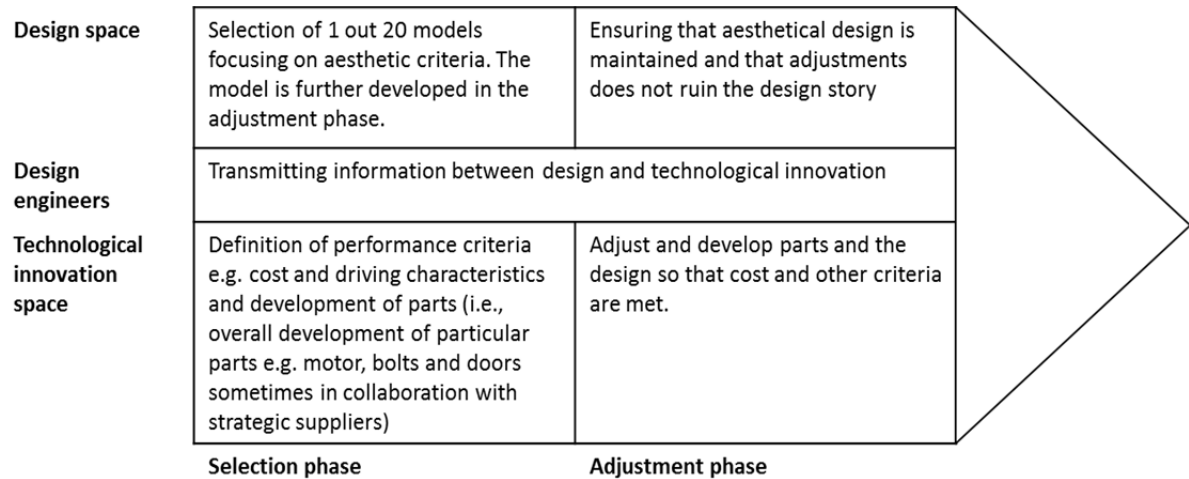 Design space
Selection of 1 out 20 models
focusing on aesthetic criteria. The
model is further developed in the
adjustment phase.
Ensuring that aesthetical design is
maintained and that adjustments
does not ruin the design story
Design
engineers
Transmitting information between design and technological innovation
Technological
innovation
space
Definition of performance criteria
e.g. cost and driving characteristics
and development of parts (i.e.,
overall development of particular
parts e.g. motor, bolts and doors
sometimes in collaboration with
strategic suppliers)
Adjust and develop parts and the
design so that cost and other criteria
are met.
Selection phase
Adjustment phase